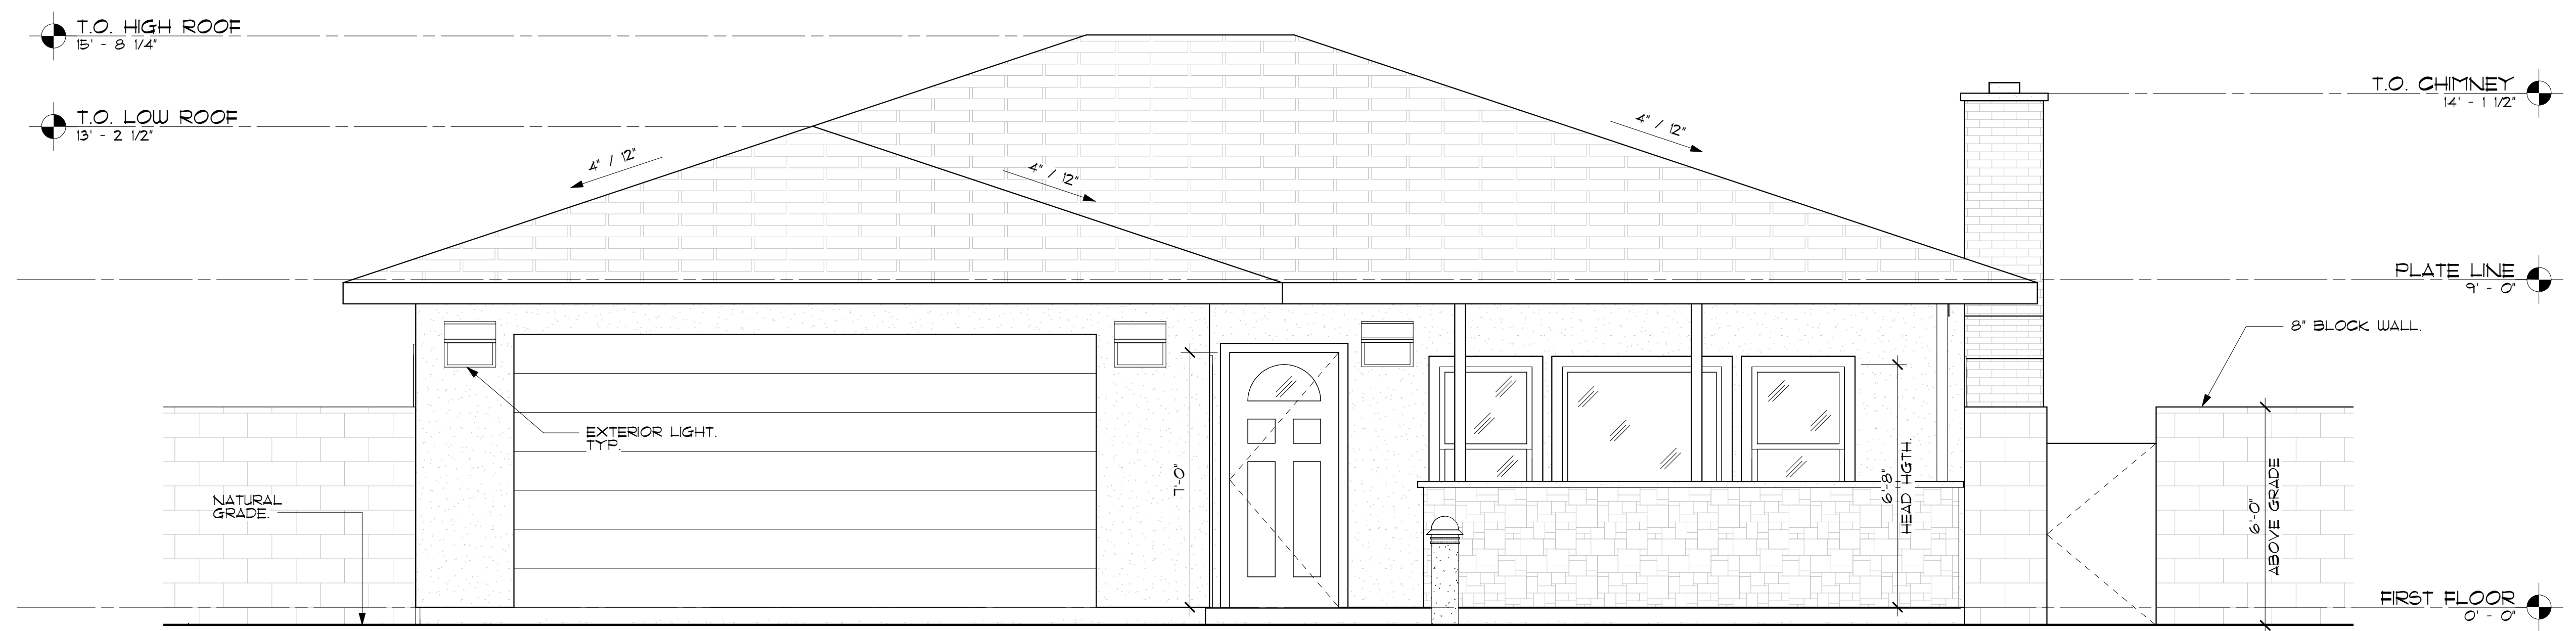 T.O. HIGH ROOF
15' - 8 1/4"
T.O. CHIMNEY
14' - 1 1/2"
T.O. LOW ROOF
13' - 2 1/2"
4" / 12"
4" / 12"
4" / 12"
PLATE LINE
9' - 0"
8" BLOCK WALL.
EXTERIOR LIGHT.
TYP.
7'-0"
6'-8"
HEAD HGTH.
6'-0"
ABOVE GRADE
NATURAL
GRADE.
FIRST FLOOR
0' - 0"